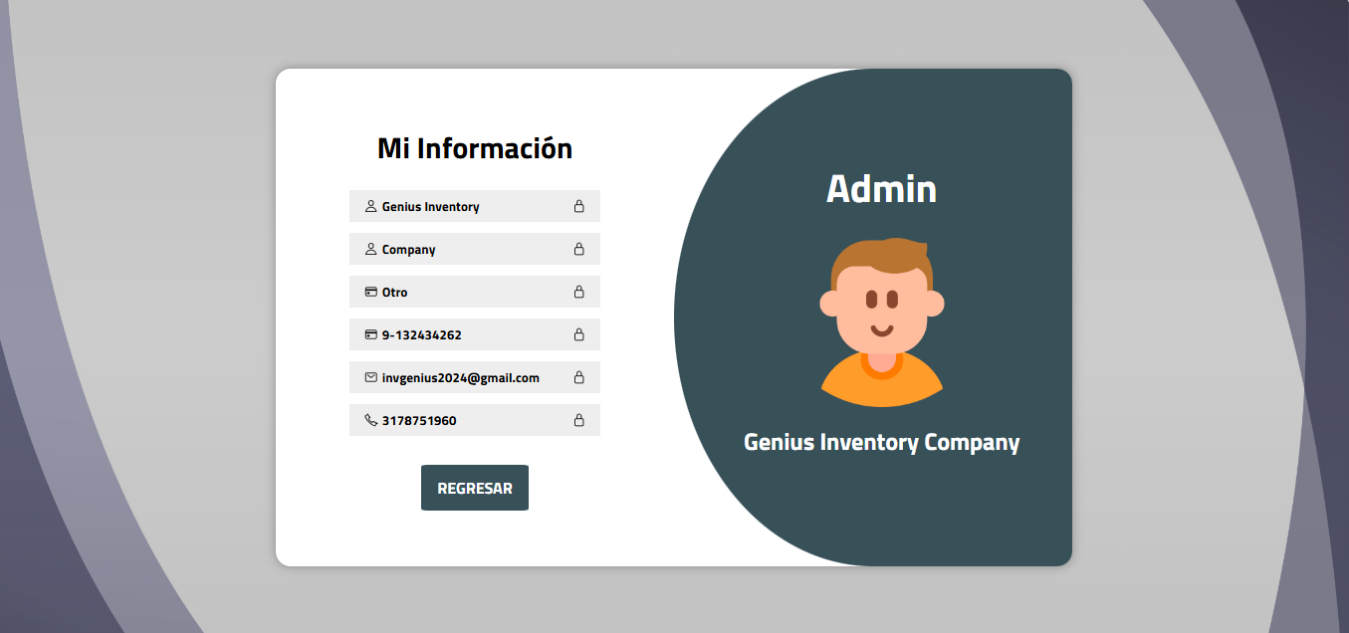 Mi Información
Genius Inventory
Company
Otro
9-132434262
invgenius2024@gmail.com
3178751960
REGRESAR
Admin
Genius Inventory Company